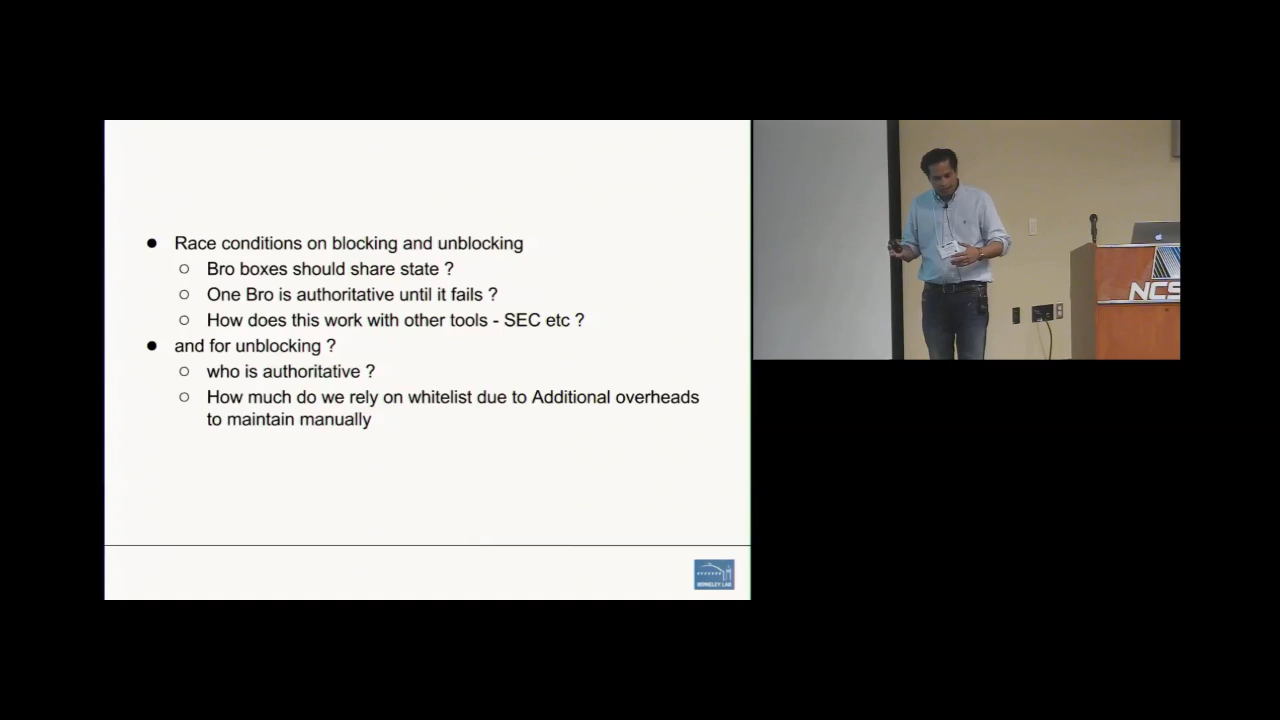 ● Race conditions on blocking and unblocking
○ Bro boxes should share state ?
○ One Bro is authoritative until it fails ?
○ How does this work with other tools - SEC etc ?
● and for unblocking ?
○ who is authoritative ?
○ How much do we rely on whitelist due to Additional overheads
to maintain manually
BERKELEY LAB
NCS